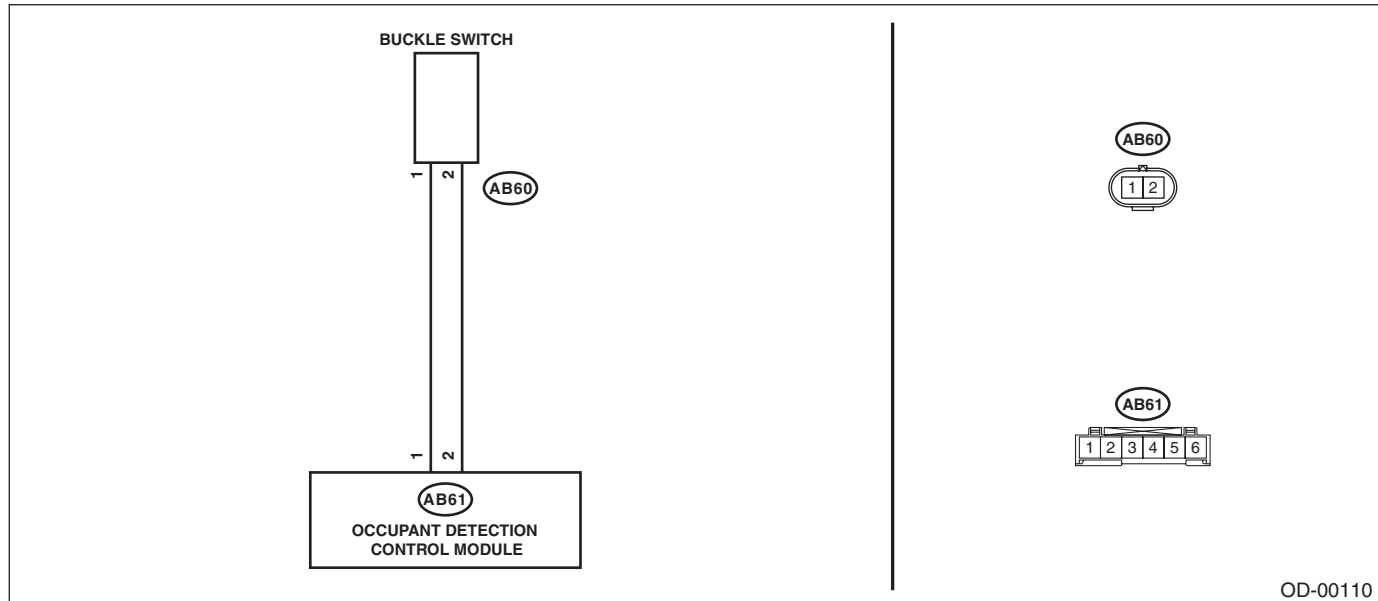 BUCKLE SWITCH
1 2
AB60
1 2
AB61
OCCUPANT DETECTION
CONTROL MODULE
AB60
1 2
AB61
1 2 3 4 5 6
OD-00110